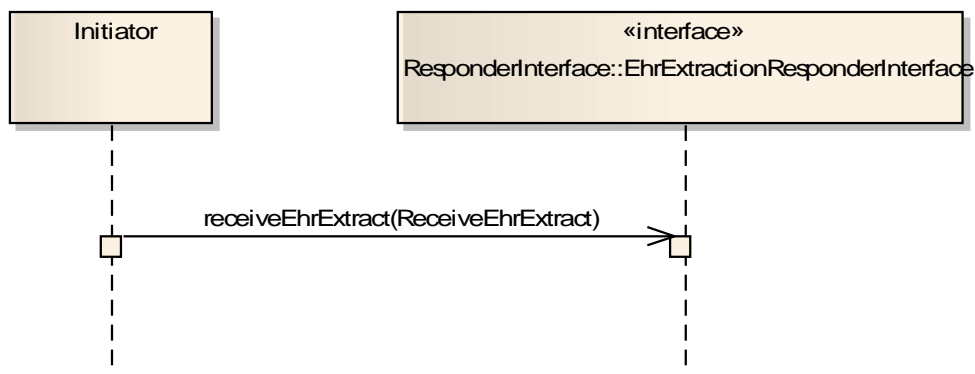 Initiator
«interface»
ResponderInterface::EhrExtractionResponderInterface
receiveEhrExtract(ReceiveEhrExtract)